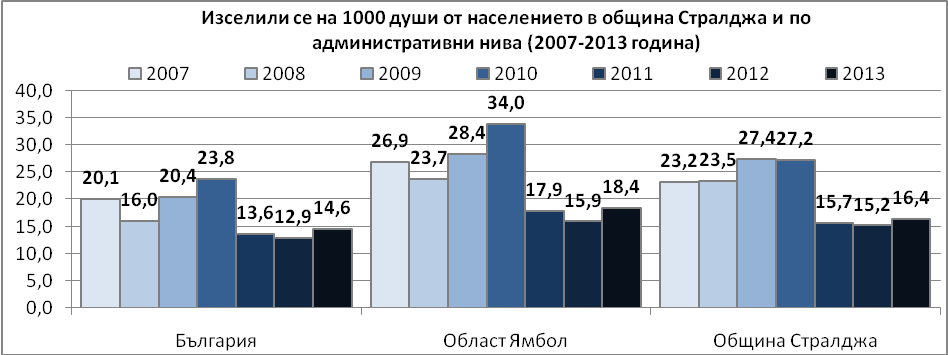 Изселили се на 1000 души от населението в община Стралджа и по
административни нива (2007-2013 година)
2007 2008 2009 2010 2011 2012 2013
40,0
35,0
30,0
25,0
20,0
15,0
10,0
5,0
0,0
20,1 16,0 20,4 23,8 13,6 12,9 14,6
26,9 23,7 28,4 34,0 17,9 15,9 18,4
23,2 23,5 27,4 27,2 15,7 15,2 16,4
България Област Ямбол Община Стралджа